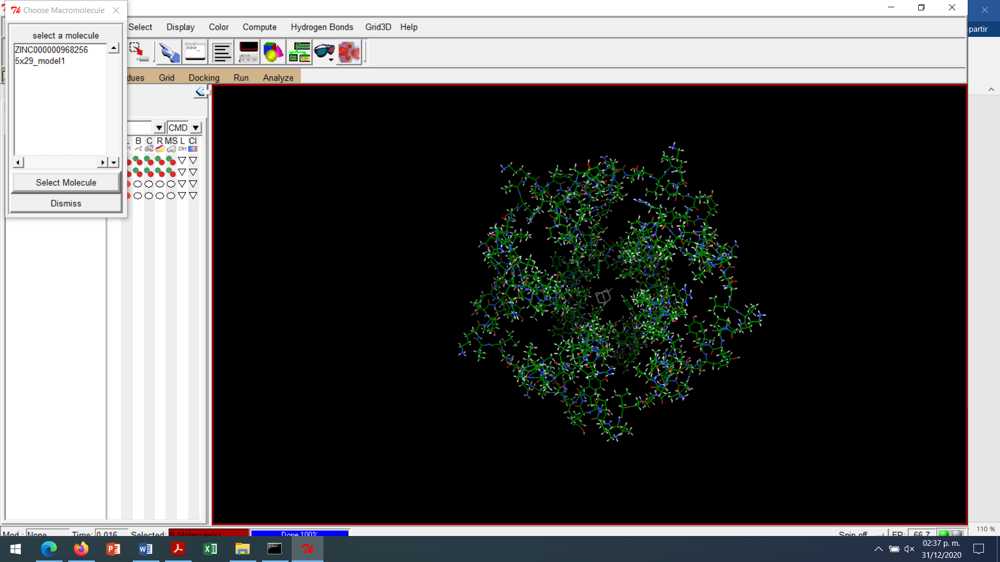 Choose Macromolecule
select a molecule
ZINC000000968256
5x29_model1
Select Molecule
Dismiss
Select Display Color Compute Hydrogen Bonds Grid3D Help
>>>_
dues Grid Docking Run Analyze
CMD
L B C R MS L Cl
OH
Mod.: None Time: 0.016 Selected: 0 Molecule(s) Done 100% Spin off FR: 66.7
partir
110 %
02:37 p. m.
31/12/2020